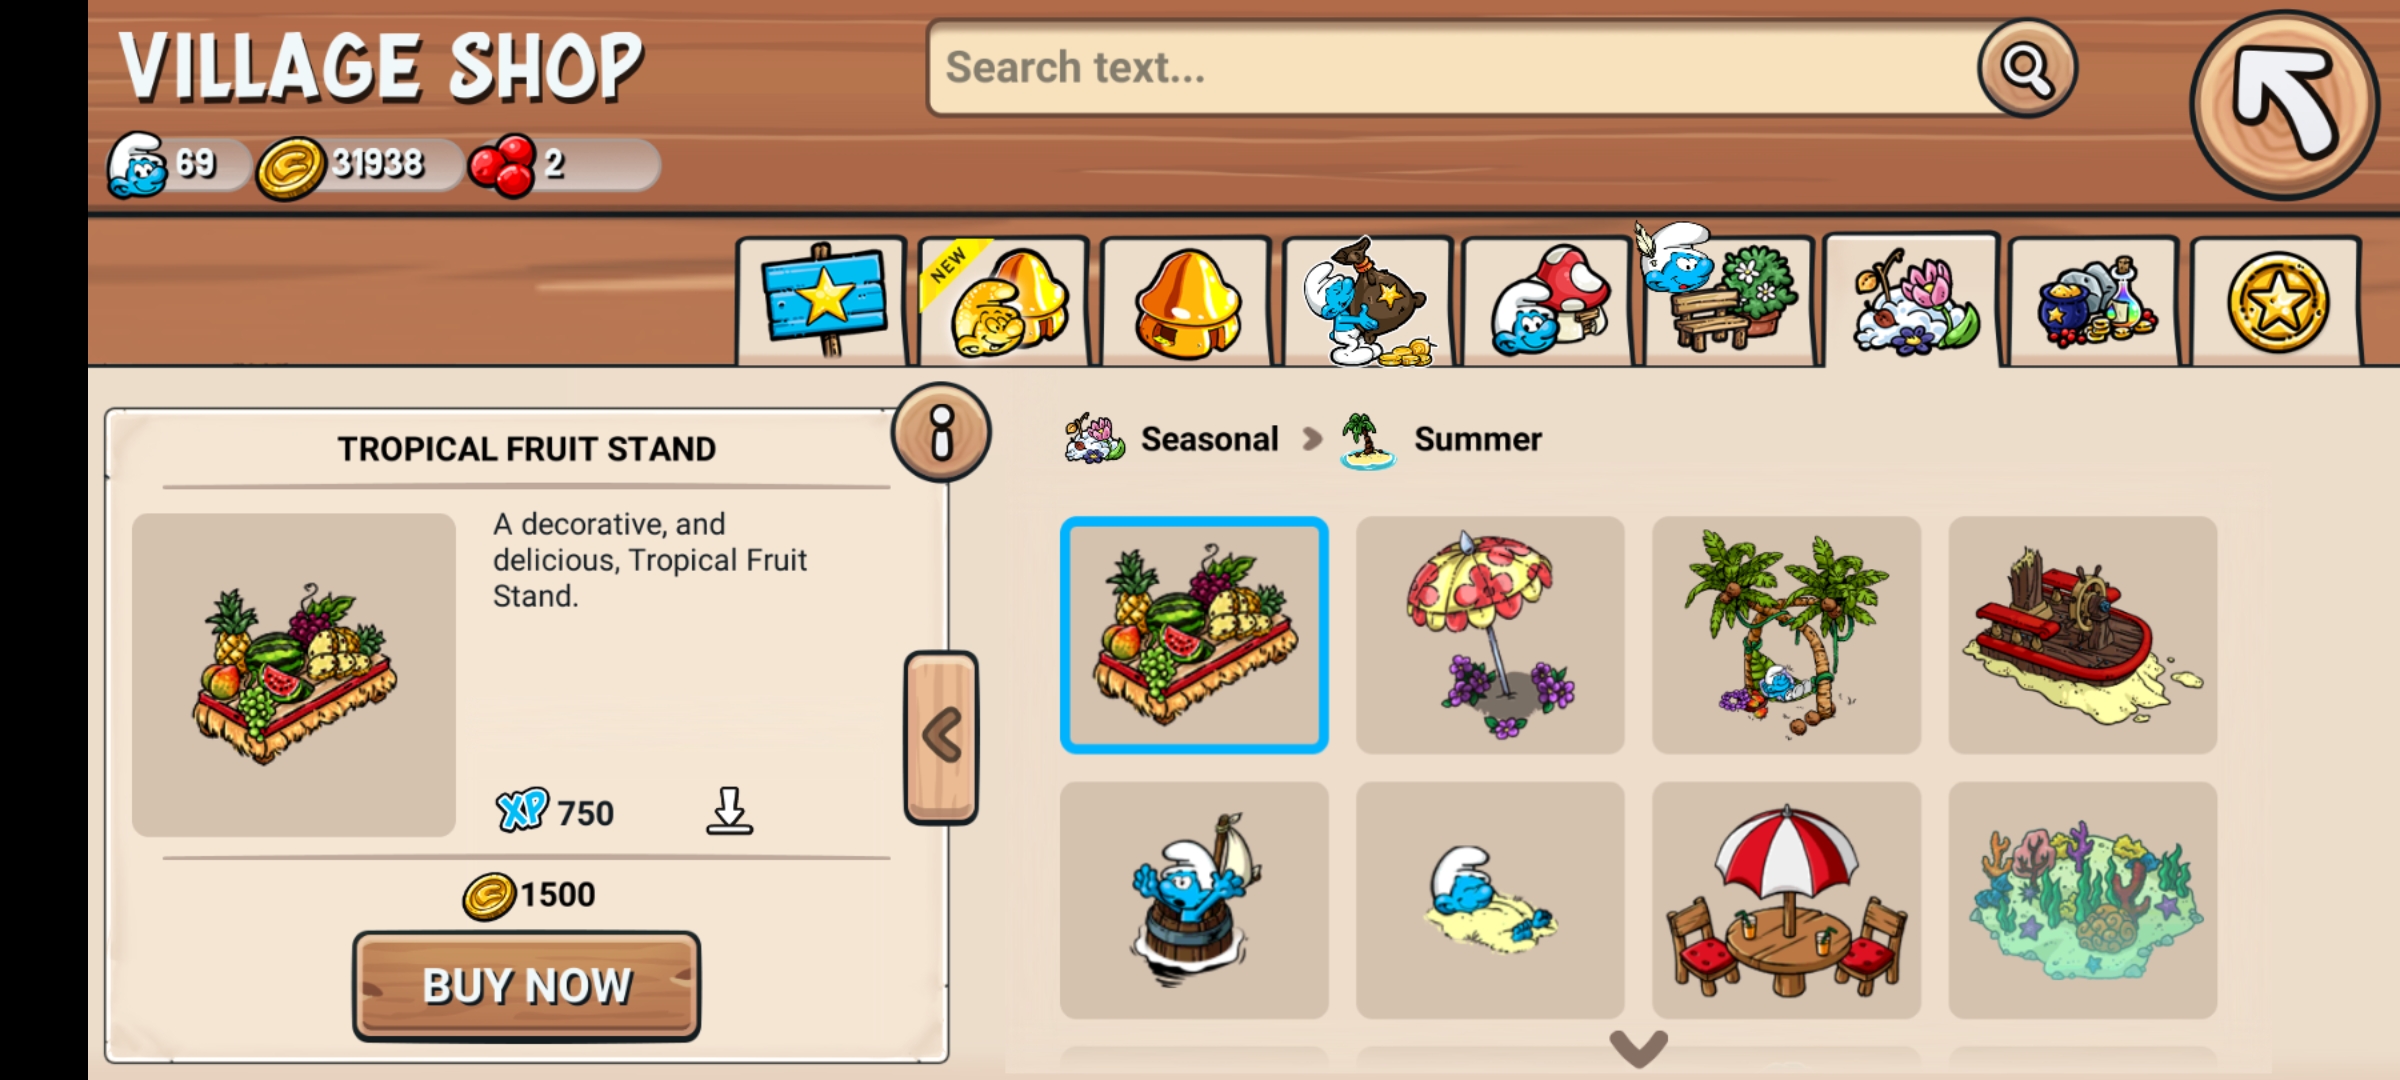 VILLAGE SHOP
Search text...
69
31938
2
NEW
TROPICAL FRUIT STAND
A decorative, and
delicious, Tropical Fruit
Stand.
XP 750
1500
BUY NOW
Seasonal > Summer